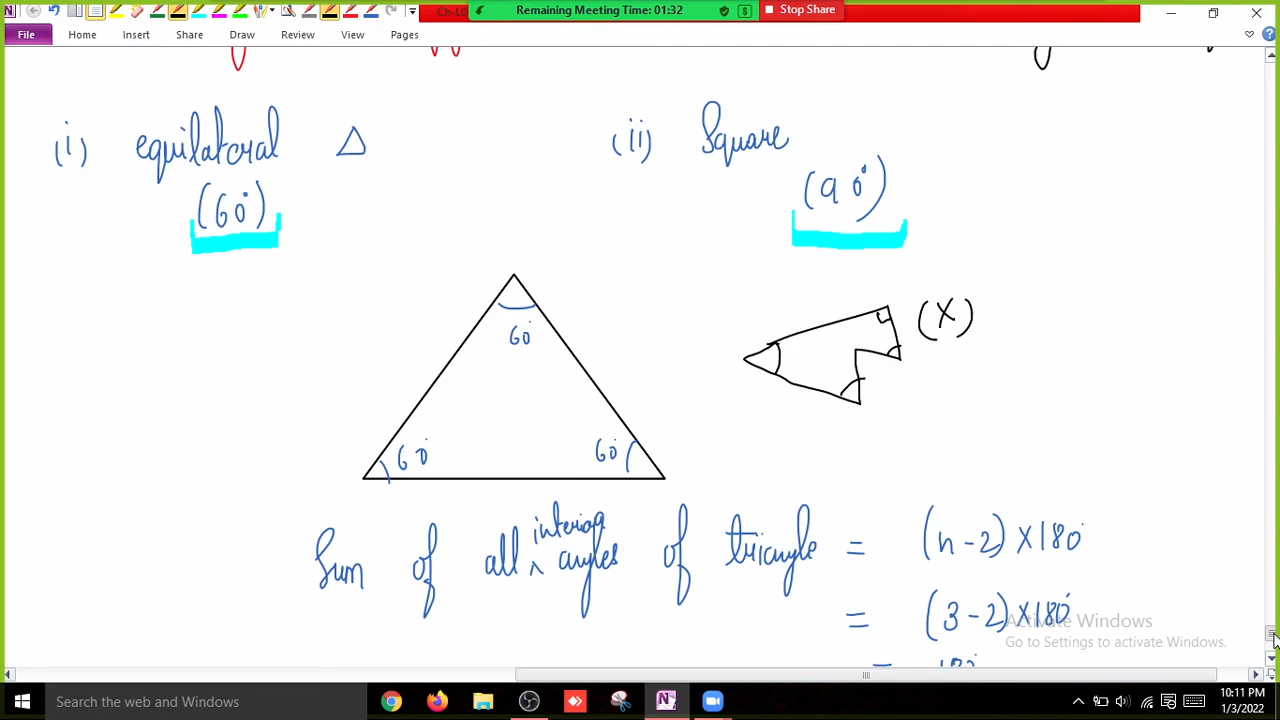 Remaining Meeting Time: 01:32
Stop Share
File Home Insert Share Draw Review View Pages
(i) equilateral Δ
(60°)
(ii) Square
(90°)
(X)
60°
60°
60°
Sum of all interior angles of triangle = (n-2)×180°
= (3-2)×180°
= 180°
Activate Windows
Go to Settings to activate Windows.
Search the web and Windows
10:11 PM
1/3/2022